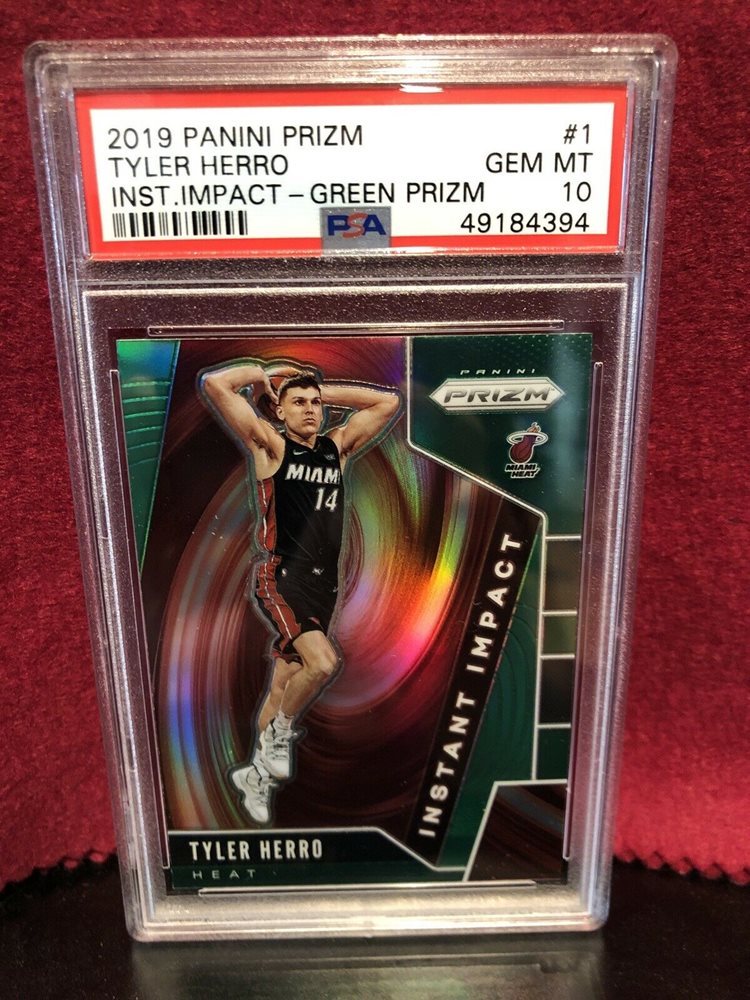 2019 PANINI PRIZM #1
TYLER HERRO GEM MT
INST.IMPACT - GREEN PRIZM 10
PSA 49184394
PANINI
PRIZM
MIAMI
HEAT
MIAMI
14
INSTANT IMPACT
TYLER HERRO
HEAT